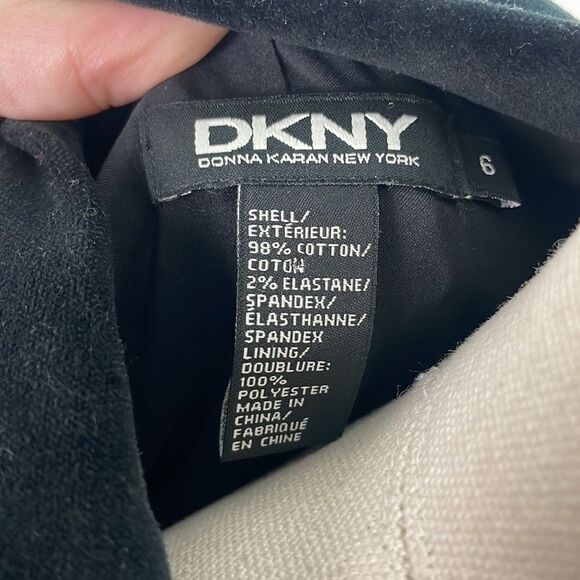 DKNY
DONNA KARAN NEW YORK
6
SHELL/
EXTÉRIEUR:
98% COTTON/
COTON
2% ELASTANE/
SPANDEX/
ÉLASTHANNE/
SPANDEX
LINING/
DOUBLURE:
100%
POLYESTER
MADE IN
CHINA/
FABRIQUÉ
EN CHINE